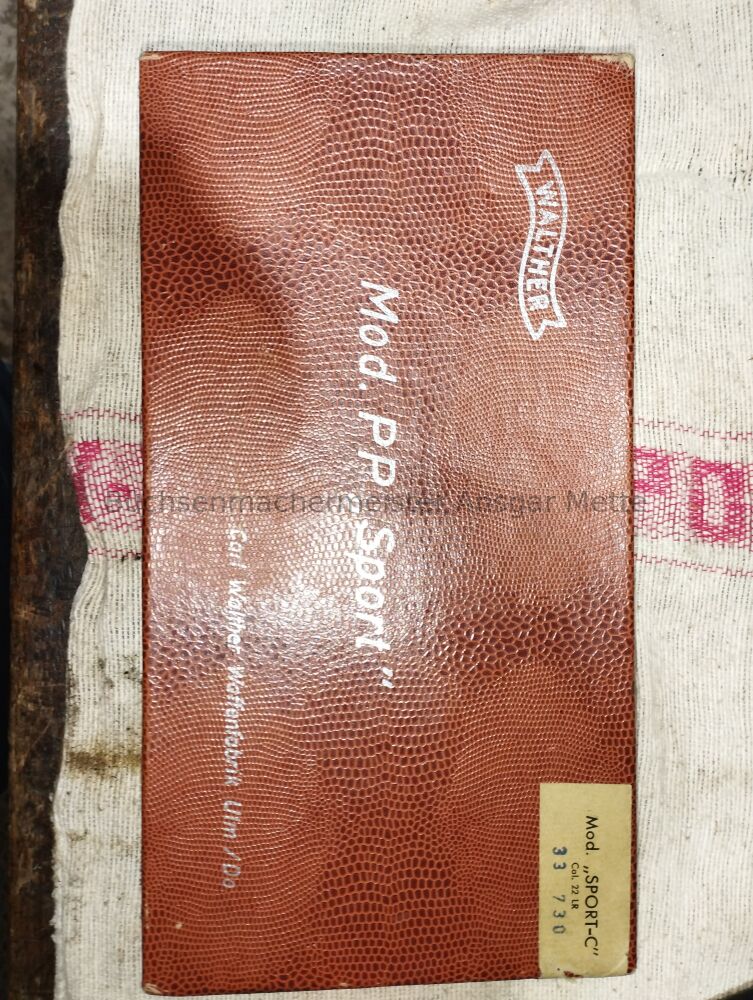 WALTHER
Mod. PP „Sport"
Carl Walther Waffenfabrik Ulm / Do
Mod. „SPORT-C"
Cal. 22 LR
33 730
Büchsenmachermeister Ansgar Mette